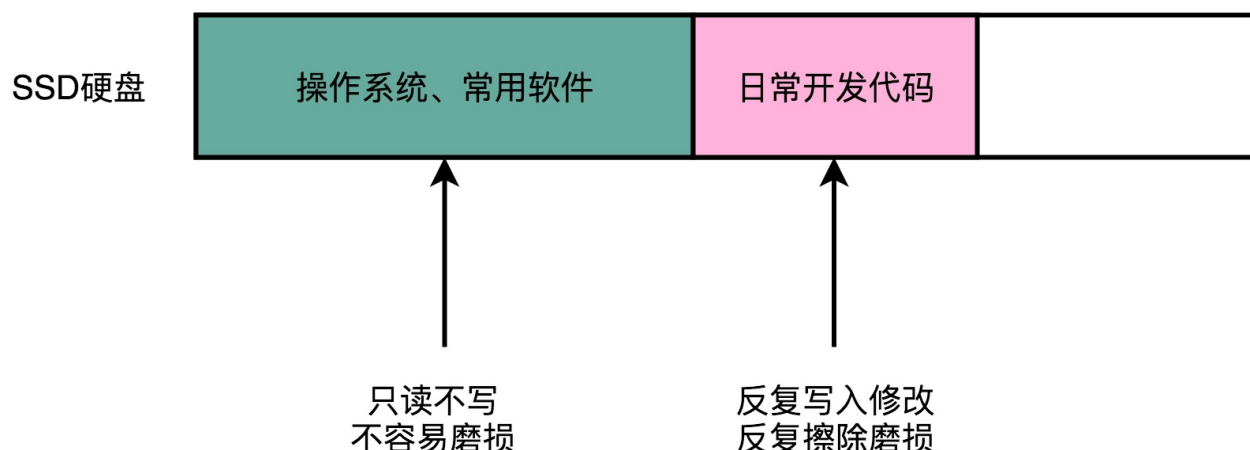 SSD硬盘
操作系统、常用软件
日常开发代码
只读不写
不容易磨损
反复写入修改
反复擦除磨损